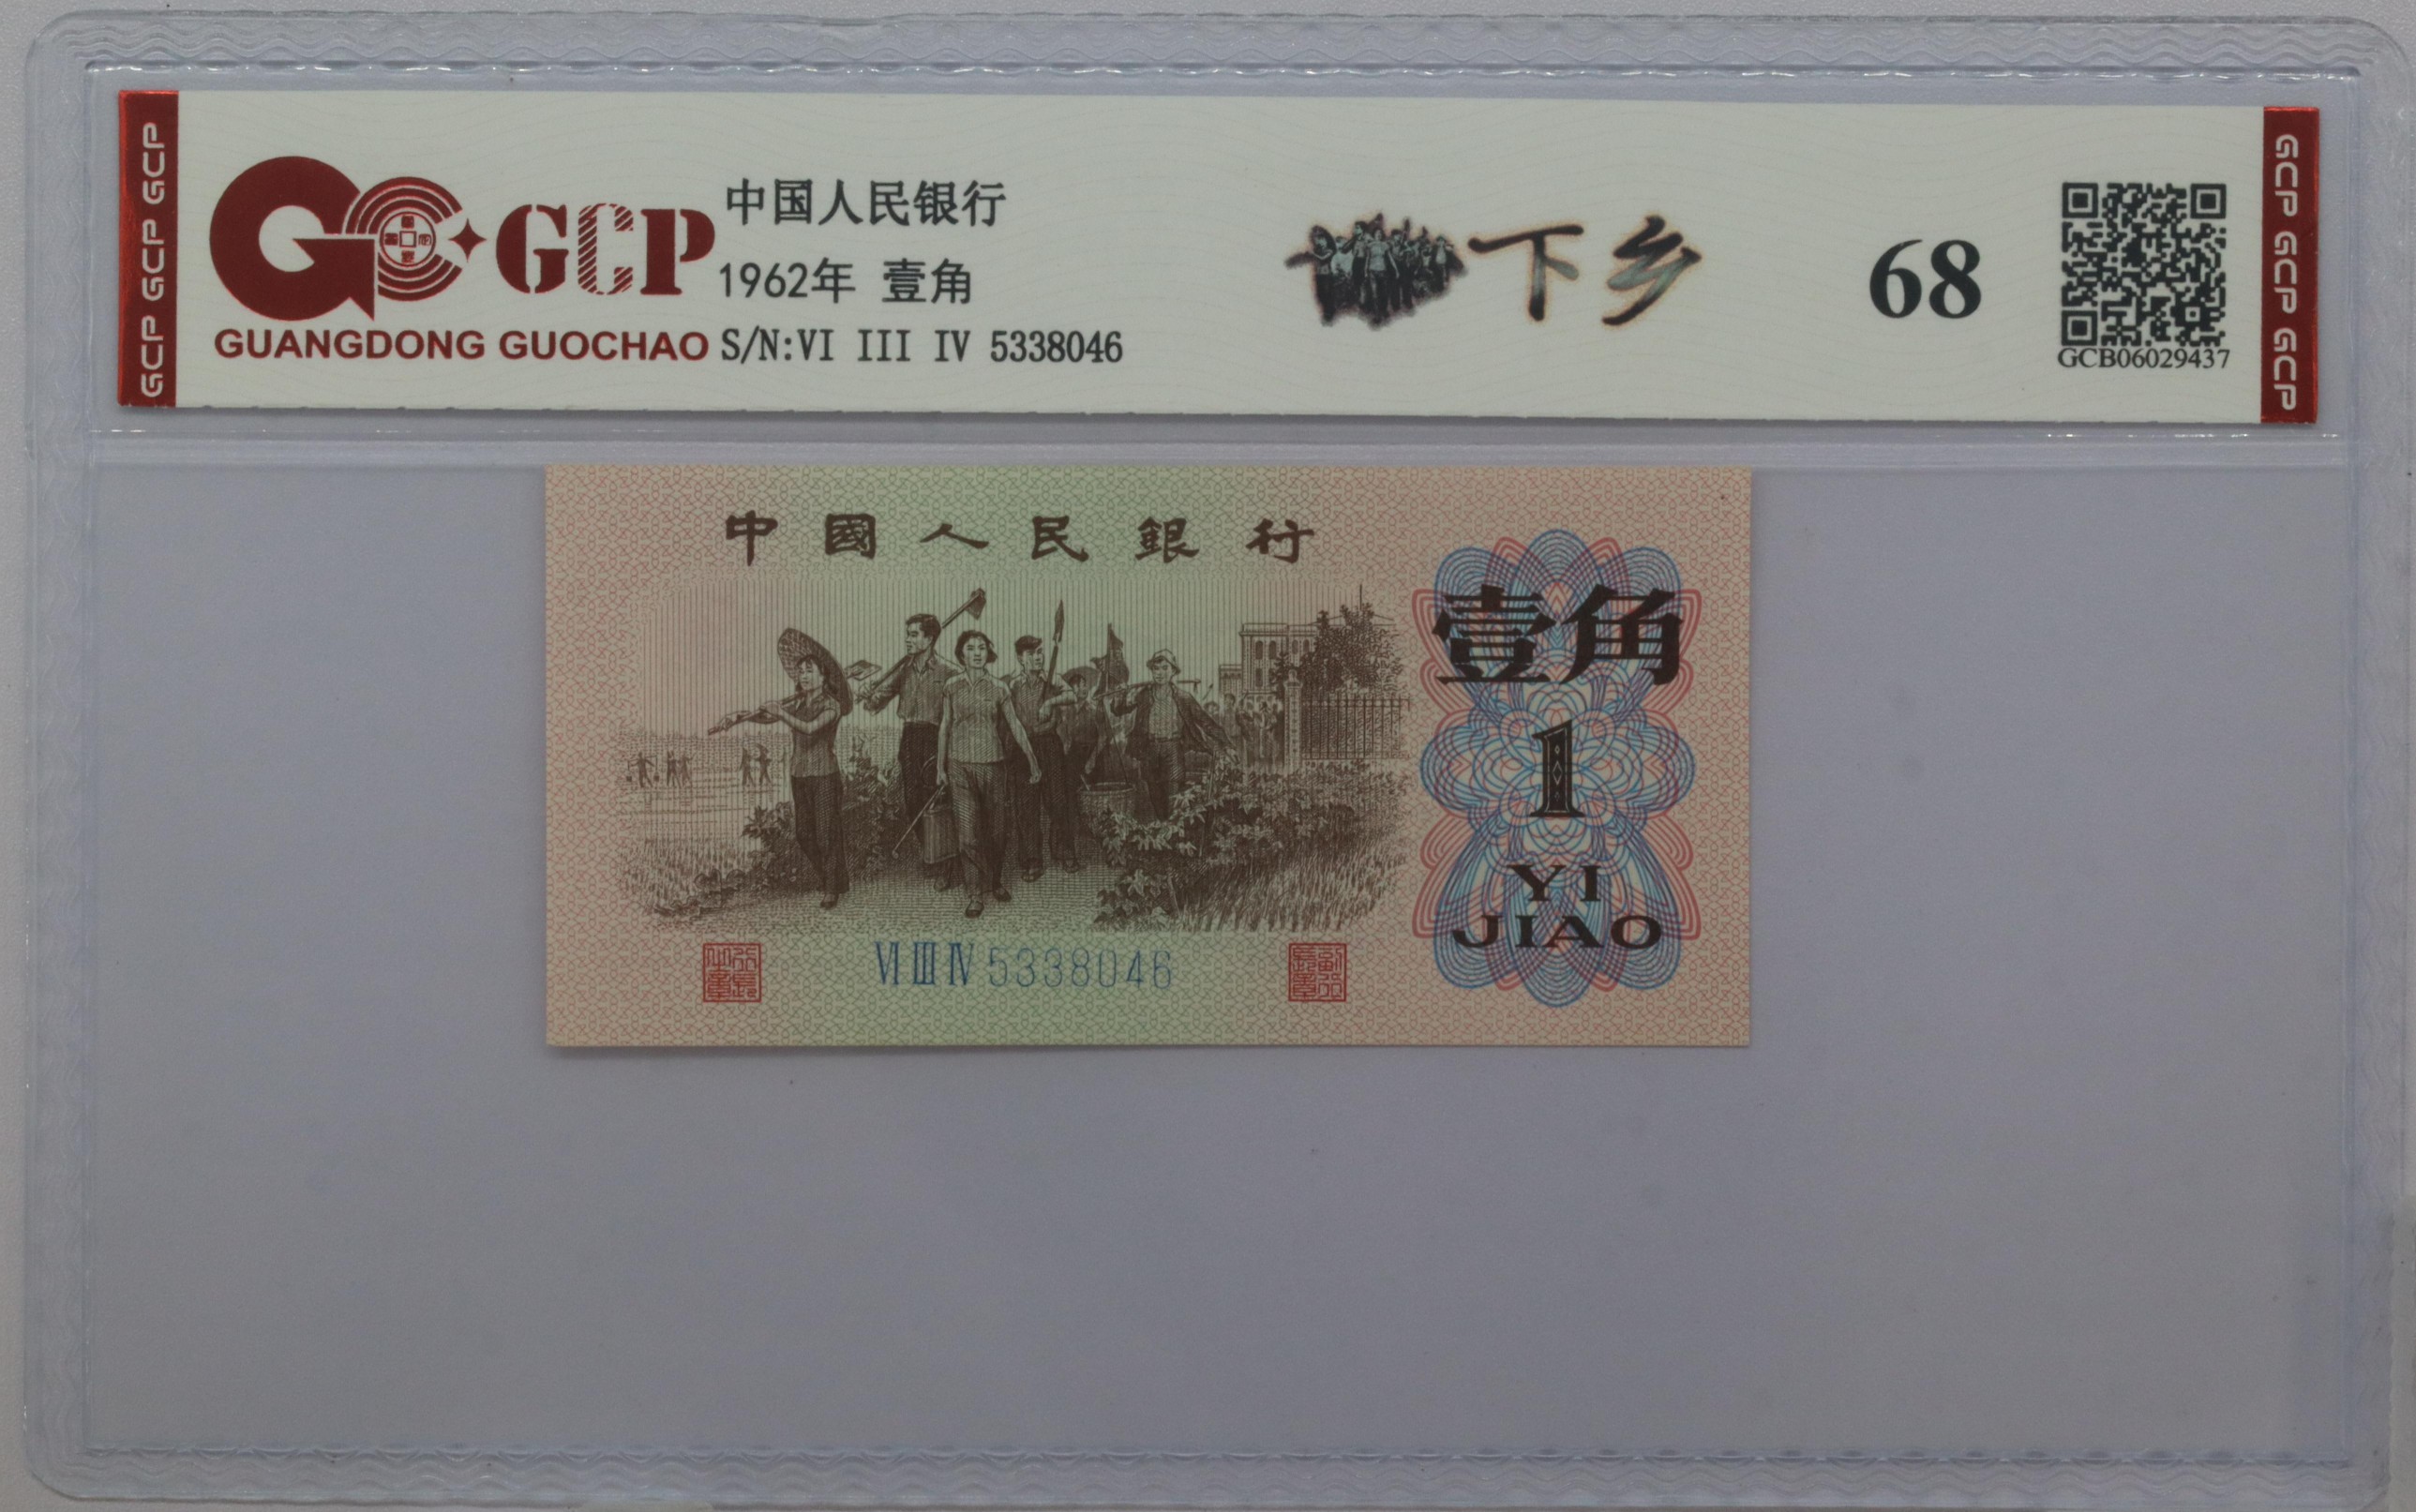 GCP GCP GCP
GCP
GUANGDONG GUOCHAO
中国人民银行
1962年 壹角
S/N:VI III IV 5338046
下乡
68
GCB06029437
GCP GCP GCP
中國人民銀行
壹角
1
YI
JIAO
VI III IV 5338046